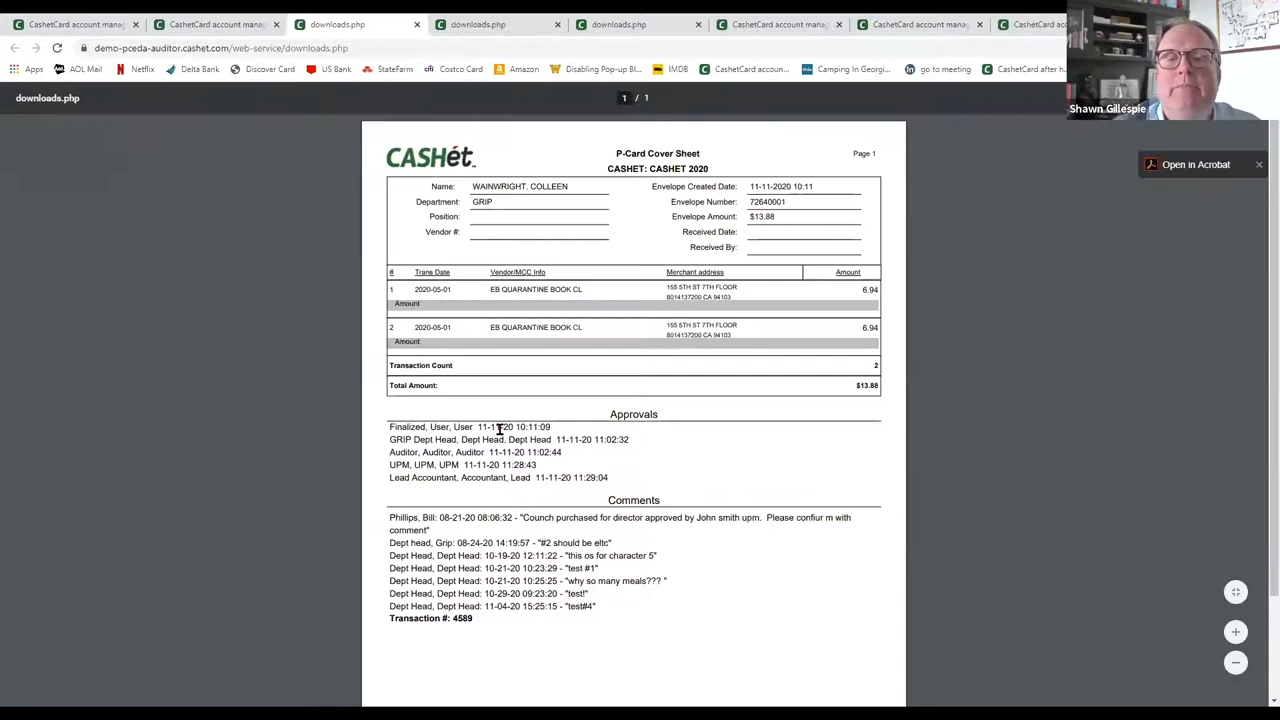 CashetCard account manag
CashetCard account manag
downloads.php
downloads.php
downloads.php
CashetCard account manag
CashetCard account manag
CashetCard acco
demo-pceda-auditor.cashet.com/web-service/downloads.php
Apps AOL Mail Netflix Delta Bank Discover Card US Bank StateFarm Costco Card Amazon Disabling Pop-up Bl... IMDB CashetCard accoun... Camping In Georgi... go to meeting CashetCard after h
downloads.php
1 / 1
Shawn Gillespie
Open in Acrobat
CASHét
P-Card Cover Sheet
Page 1
CASHET: CASHET 2020
Name: WAINWRIGHT. COLLEEN Envelope Created Date: 11-11-2020 10:11
Department: GRIP Envelope Number: 72640001
Position: Envelope Amount: $13.88
Vendor #: Received Date:
Received By:
# Trans Date Vendor/MCC Info Merchant address Amount
1 2020-05-01 EB QUARANTINE BOOK CL 155 5TH ST 7TH FLOOR 6.94
8014137200 CA 94103
Amount
2 2020-05-01 EB QUARANTINE BOOK CL 155 5TH ST 7TH FLOOR 6.94
8014137200 CA 94103
Amount
Transaction Count 2
Total Amount: $13.88
Approvals
Finalized, User, User 11-11-20 10:11:09
GRIP Dept Head, Dept Head, Dept Head 11-11-20 11:02:32
Auditor, Auditor, Auditor 11-11-20 11:02:44
UPM, UPM, UPM 11-11-20 11:28:43
Lead Accountant, Accountant, Lead 11-11-20 11:29:04
Comments
Phillips, Bill: 08-21-20 08:06:32 - "Counch purchased for director approved by John smith upm. Please confiur m with
comment"
Dept head, Grip: 08-24-20 14:19:57 - "#2 should be eltc"
Dept Head, Dept Head: 10-19-20 12:11:22 - "this os for character 5"
Dept Head, Dept Head: 10-21-20 10:23:29 - "test #1"
Dept Head, Dept Head: 10-21-20 10:25:25 - "why so many meals??? "
Dept Head, Dept Head: 10-29-20 09:23:20 - "test!"
Dept Head, Dept Head: 11-04-20 15:25:15 - "test#4"
Transaction #: 4589